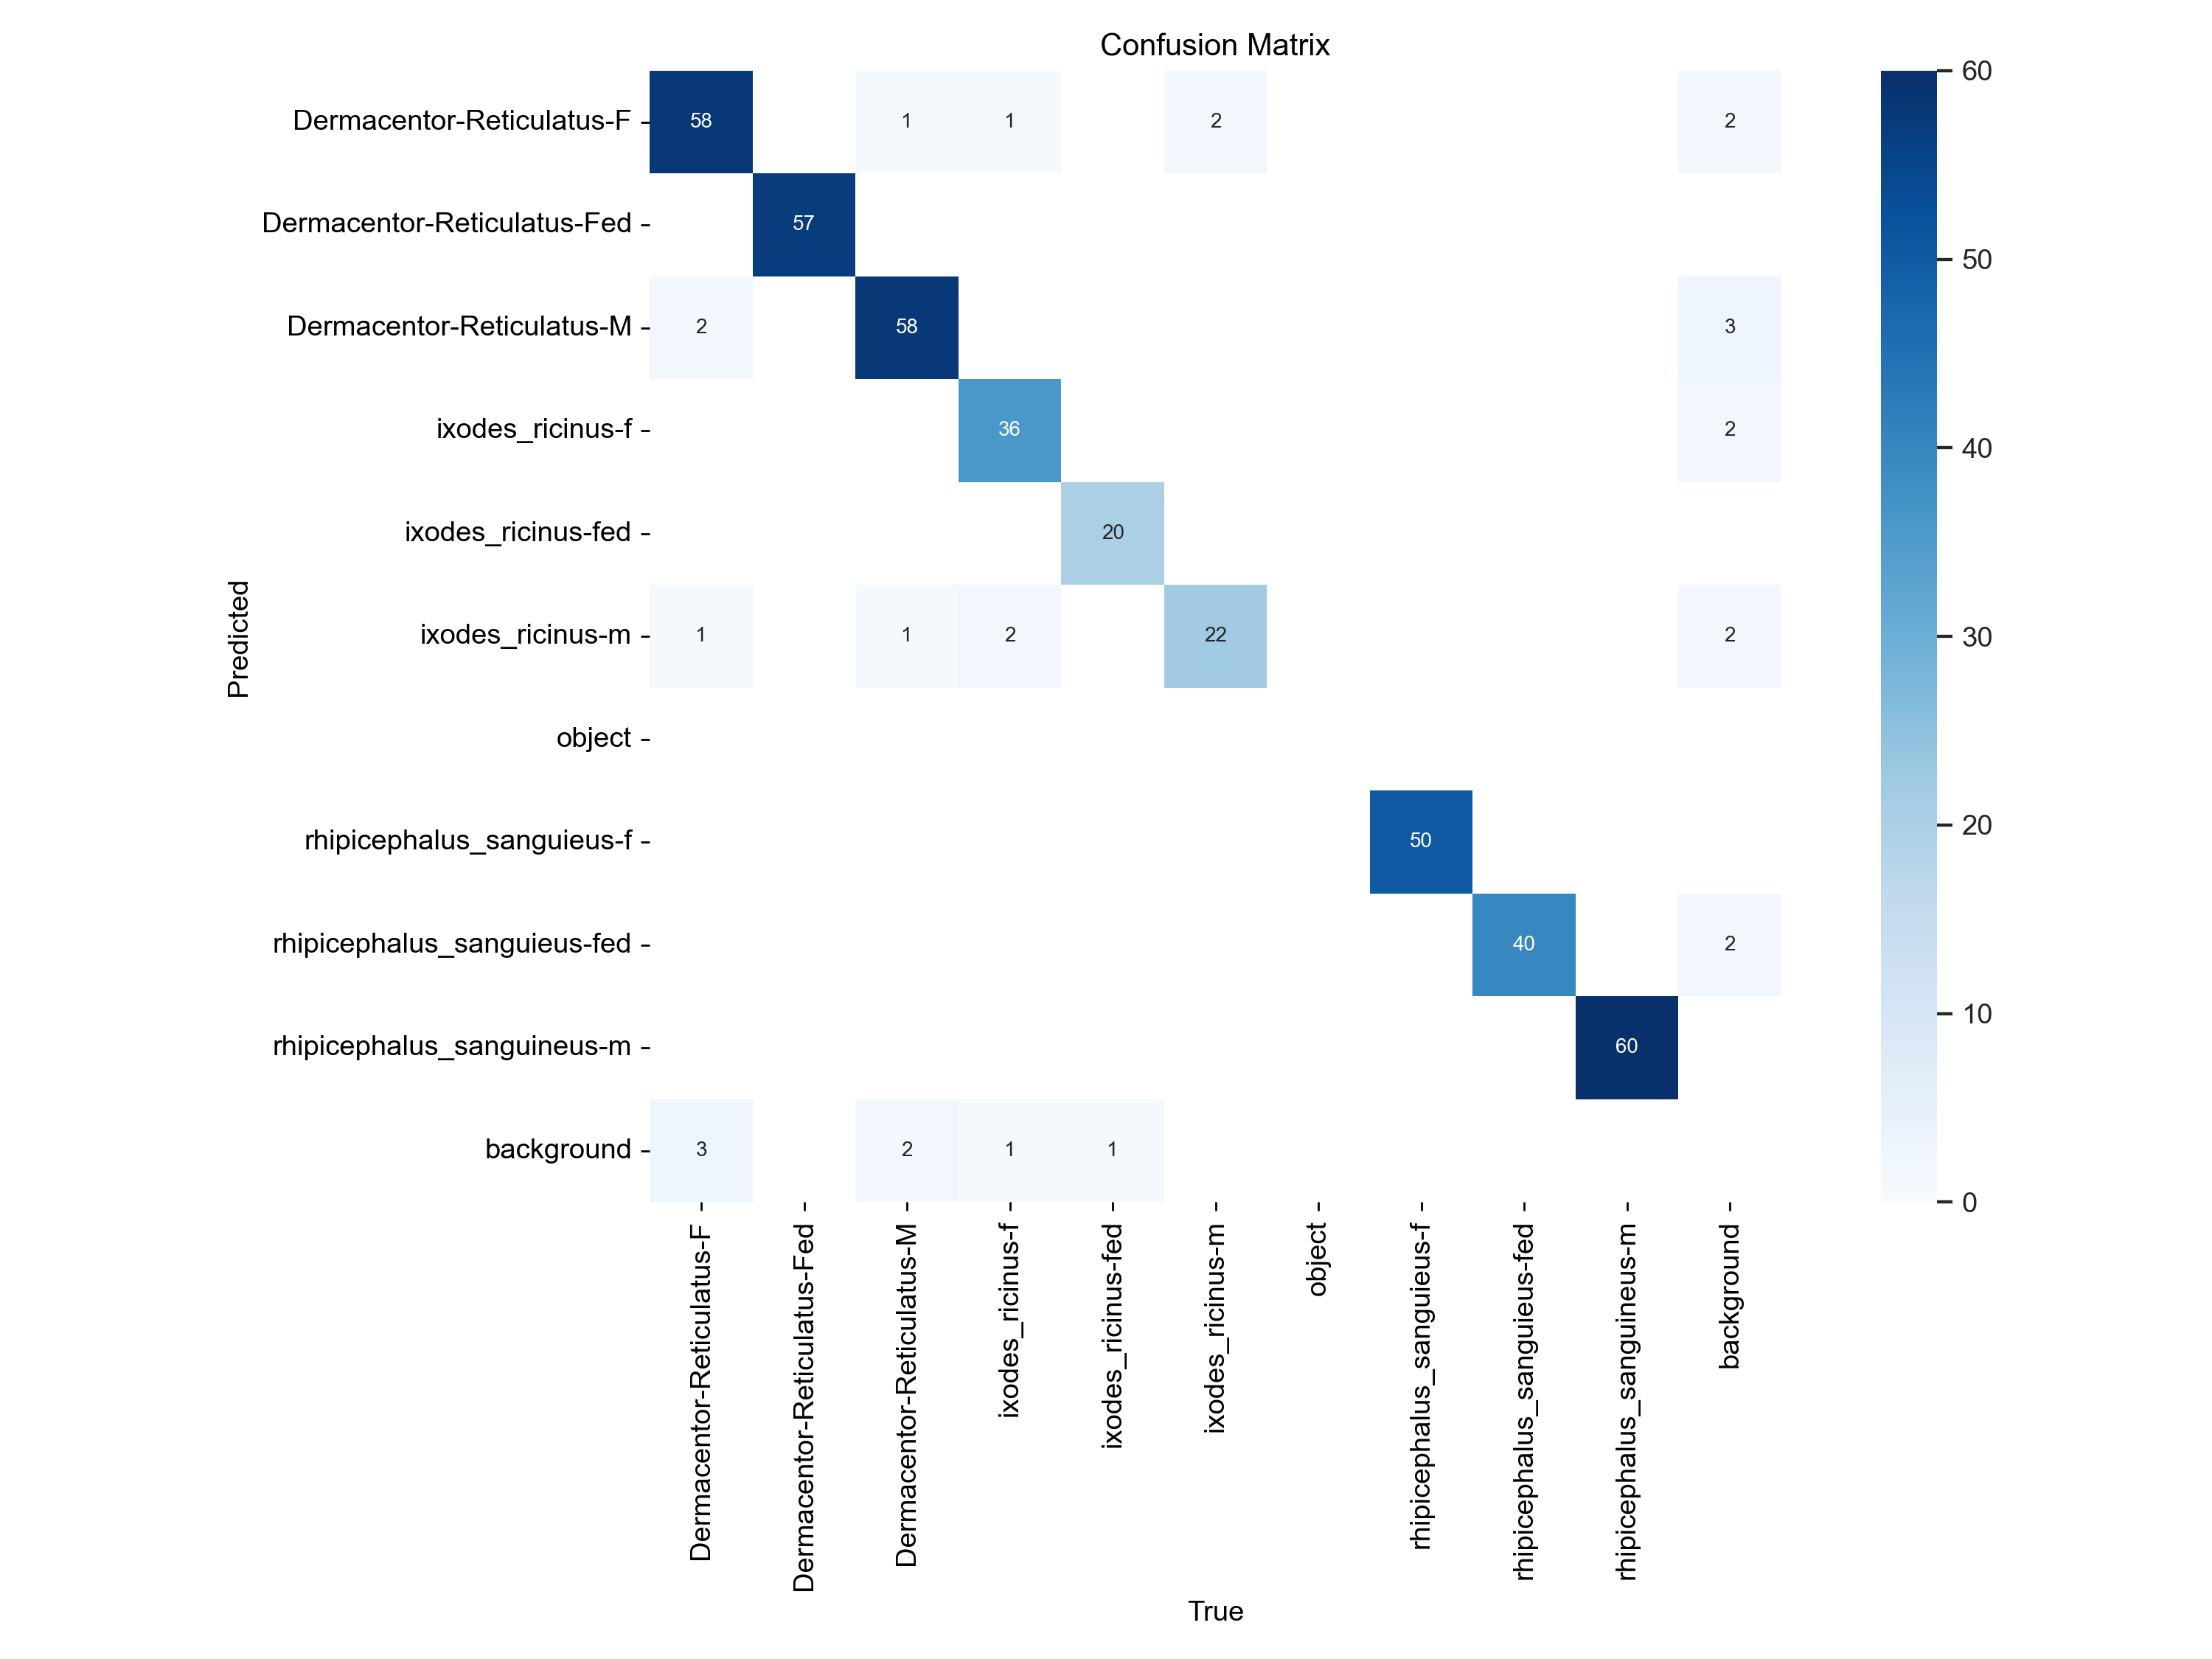 Confusion Matrix
Dermacentor-Reticulatus-F 58 1 1 2 2
Dermacentor-Reticulatus-Fed 57
Dermacentor-Reticulatus-M 2 58 3
ixodes_ricinus-f 36 2
ixodes_ricinus-fed 20
ixodes_ricinus-m 1 1 2 22 2
object
rhipicephalus_sanguieus-f 50
rhipicephalus_sanguieus-fed 40 2
rhipicephalus_sanguineus-m 60
background 3 2 1 1
Predicted
Dermacentor-Reticulatus-F
Dermacentor-Reticulatus-Fed
Dermacentor-Reticulatus-M
ixodes_ricinus-f
ixodes_ricinus-fed
ixodes_ricinus-m
object
rhipicephalus_sanguieus-f
rhipicephalus_sanguieus-fed
rhipicephalus_sanguineus-m
background
True
60
50
40
30
20
10
0